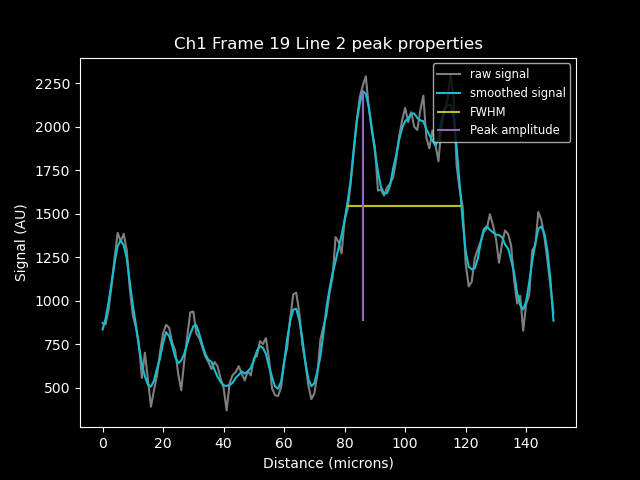 Ch1 Frame 19 Line 2 peak properties
raw signal
smoothed signal
FWHM
Peak amplitude
Signal (AU)
2250
2000
1750
1500
1250
1000
750
500
0 20 40 60 80 100 120 140
Distance (microns)